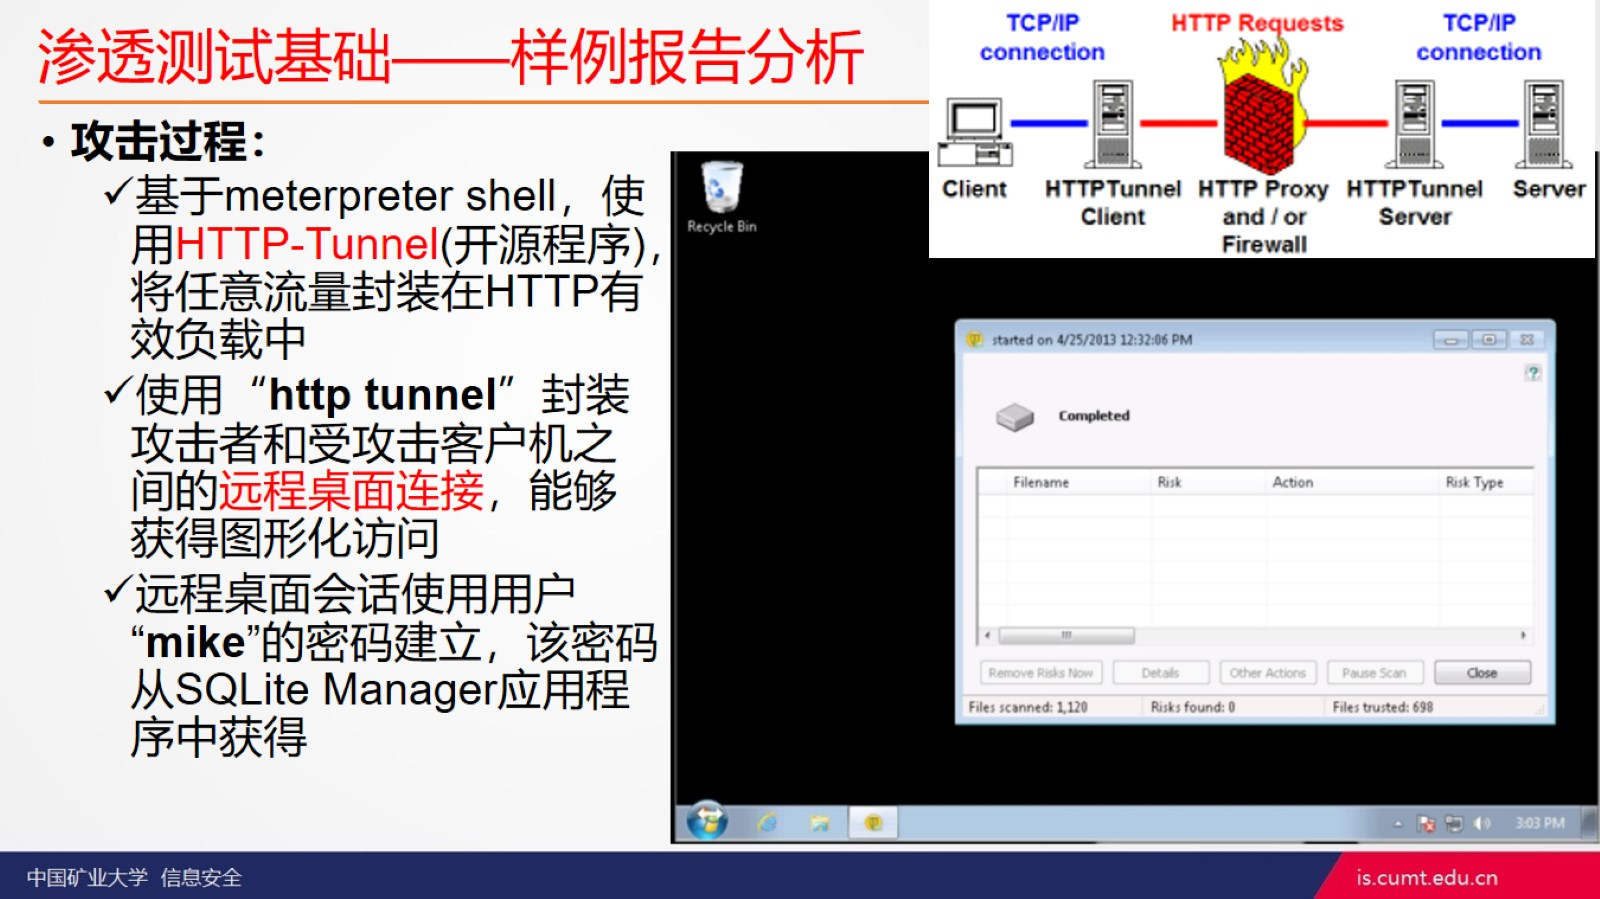 渗透测试基础——样例报告分析
• 攻击过程：
✓基于meterpreter shell，使
用HTTP-Tunnel(开源程序),
将任意流量封装在HTTP有
效负载中
✓使用“http tunnel”封装
攻击者和受攻击客户机之
间的远程桌面连接，能够
获得图形化访问
✓远程桌面会话使用用户
“mike”的密码建立，该密码
从SQLite Manager应用程
序中获得
TCP/IP
connection
HTTP Requests
TCP/IP
connection
Client
HTTPTunnel
Client
HTTP Proxy
and / or
Firewall
HTTPTunnel
Server
Server
Recycle Bin
started on 4/25/2013 12:32:06 PM
Completed
Filename Risk Action Risk Type
Remove Risks Now Details Other Actions Pause Scan Close
Files scanned: 1,120 Risks found: 0 Files trusted: 698
3:03 PM
中国矿业大学 信息安全
is.cumt.edu.cn